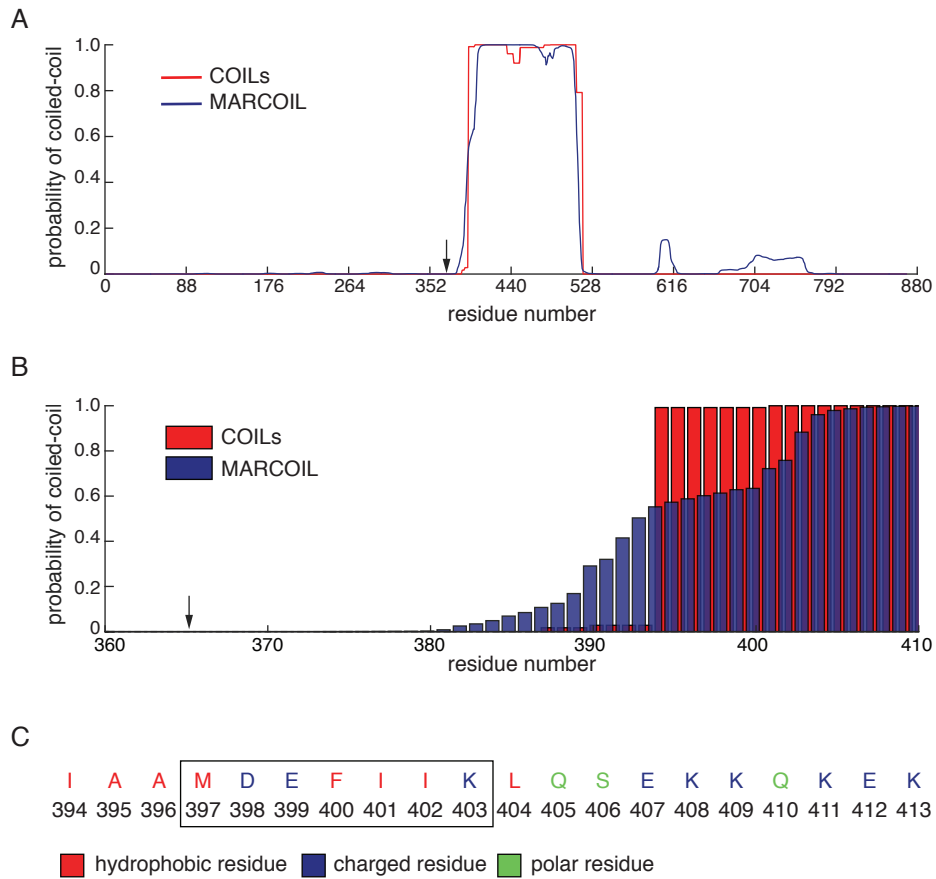 A
probability of coiled-coil
1.0
0.8
0.6
0.4
0.2
0
COILs
MARCOIL
0 88 176 264 352 440 528 616 704 792 880
residue number
B
probability of coiled-coil
1.0
0.8
0.6
0.4
0.2
0
COILs
MARCOIL
360 370 380 390 400 410
residue number
C
I A A M D E F I I K L Q S E K K Q K E K
394 395 396 397 398 399 400 401 402 403 404 405 406 407 408 409 410 411 412 413
hydrophobic residue charged residue polar residue